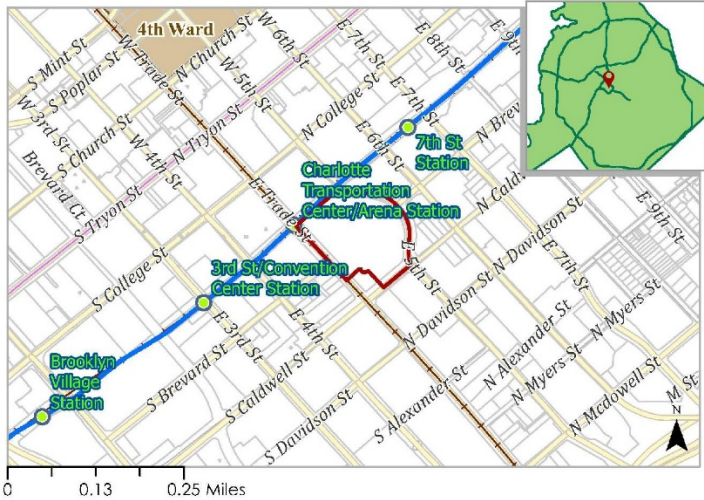 4th Ward
S Mint St
S Poplar St
W 3rd St
Brevard Ct
N Church St
S Church St
W Trade St
W 4th St
W 5th St
W 6th St
N Tryon St
S Tryon St
E 7th St
E 8th St
E 9th
N College St
E 6th St
E 7th St
7th St
Station
N Brev
N Cald
Charlotte
Transportation
Center/Arena Station
E Trade St
S College St
3rd St/Convention
Center Station
E 5th St
N Davidson St
E 7th St
E 9th St
N Myers St
Brooklyn
Village
Station
E 3rd St
E 4th St
S Brevard St
S Caldwell St
S Davidson St
S Alexander St
N Davidson St
N Alexander St
N Myers St
N Mcdowell St
M St
N
0
0.13
0.25 Miles